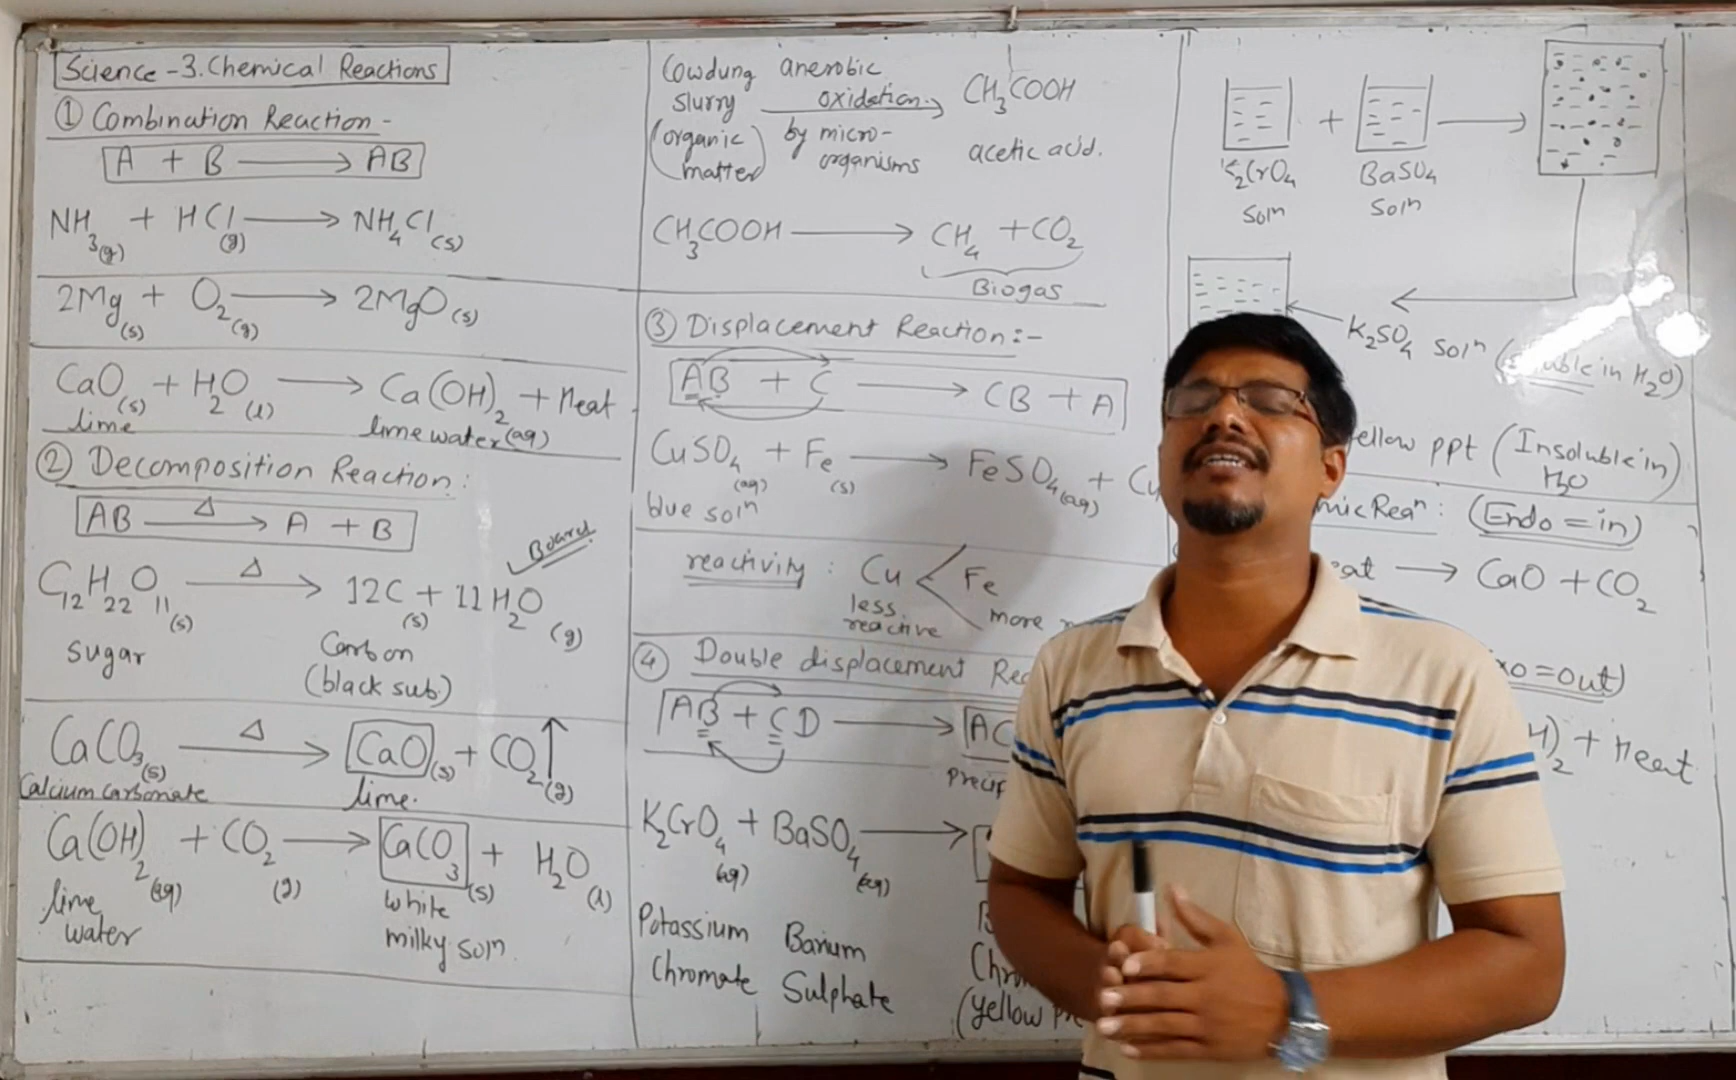 Science-3. Chemical Reactions
① Combination Reaction -
A + B ⟶ AB
NH3(g) + HCl(g) ⟶ NH4Cl(s)
2Mg(s) + O2(g) ⟶ 2MgO(s)
CaO(s) + H2O(l) ⟶ Ca(OH)2 + Heat
lime lime water(aq)
② Decomposition Reaction:
AB —Δ⟶ A + B
Board
C12H22O11(s) —Δ⟶ 12C(s) + 11H2O(g)
sugar Carbon
(black sub.)
CaCO3(s) —Δ⟶ CaO(s) + CO2(g)↑
Calcium carbonate lime.
Ca(OH)2(aq) + CO2(g) ⟶ CaCO3(s) + H2O(l)
lime white
water milky soln.
Cowdung anerobic
slurry oxidation ⟶ CH3COOH
(organic by micro- acetic acid.
matter) organisms
CH3COOH ⟶ CH4 + CO2
Biogas
③ Displacement Reaction:-
AB + C ⟶ CB + A
CuSO4(aq) + Fe(s) ⟶ FeSO4(aq) + Cu
blue soln
reactivity : Cu < Fe
less more
reactive
④ Double displacement
AB + CD ⟶ AC
K2CrO4(aq) + BaSO4(aq) ⟶
Potassium Barium
Chromate Sulphate
(yellow
+ ⟶
K2CrO4 BaSO4
soln soln
K2SO4 soln in H2O)
ppt (Insoluble in
H2O
(Endo = in)
⟶ CaO + CO2
= out)
)2 + Heat